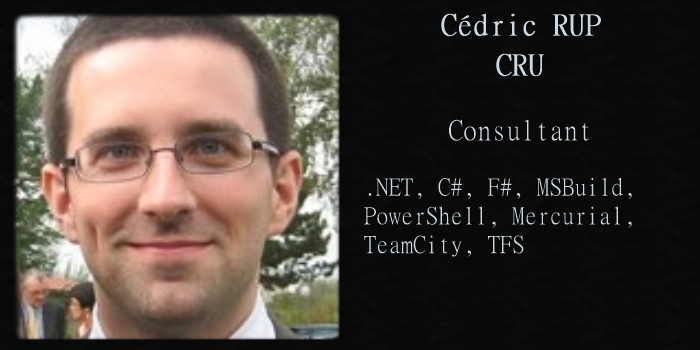 Cédric RUP
CRU
Consultant
.NET, C#, F#, MSBuild,
PowerShell, Mercurial,
TeamCity, TFS